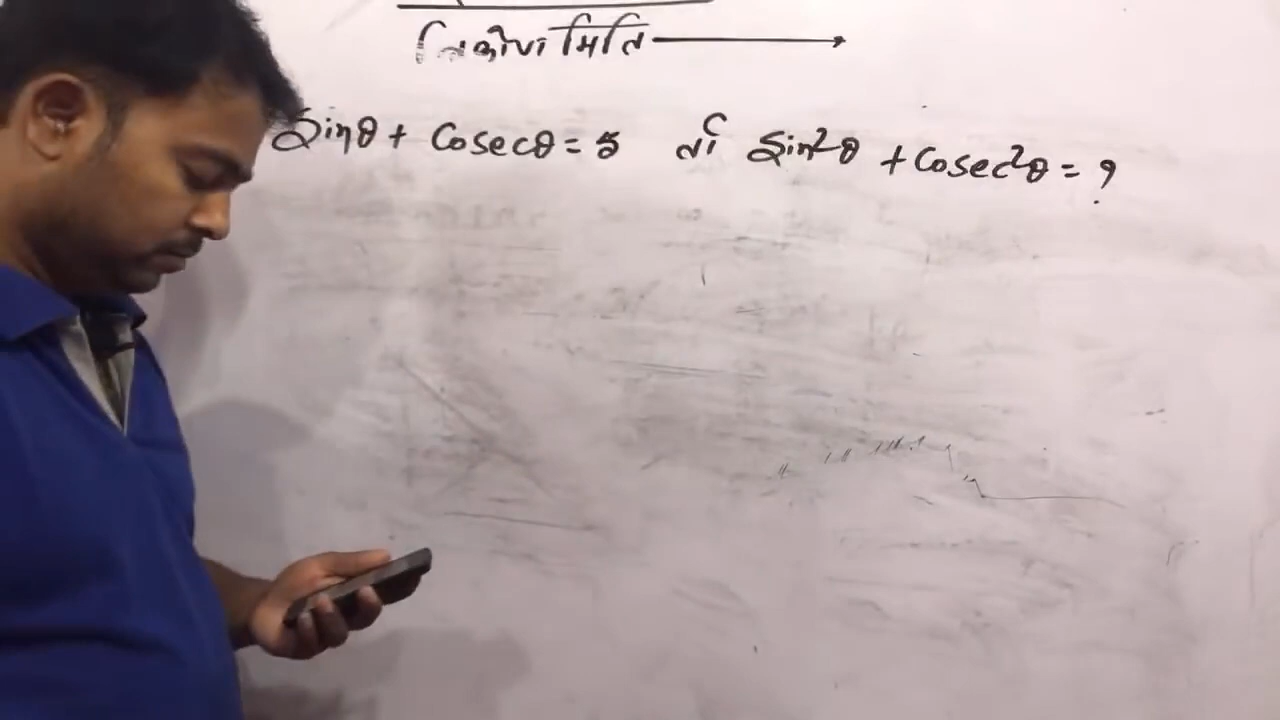 त्रिकोणमिति
Sinθ + Cosecθ = 5 तो Sin²θ + Cosec²θ = ?